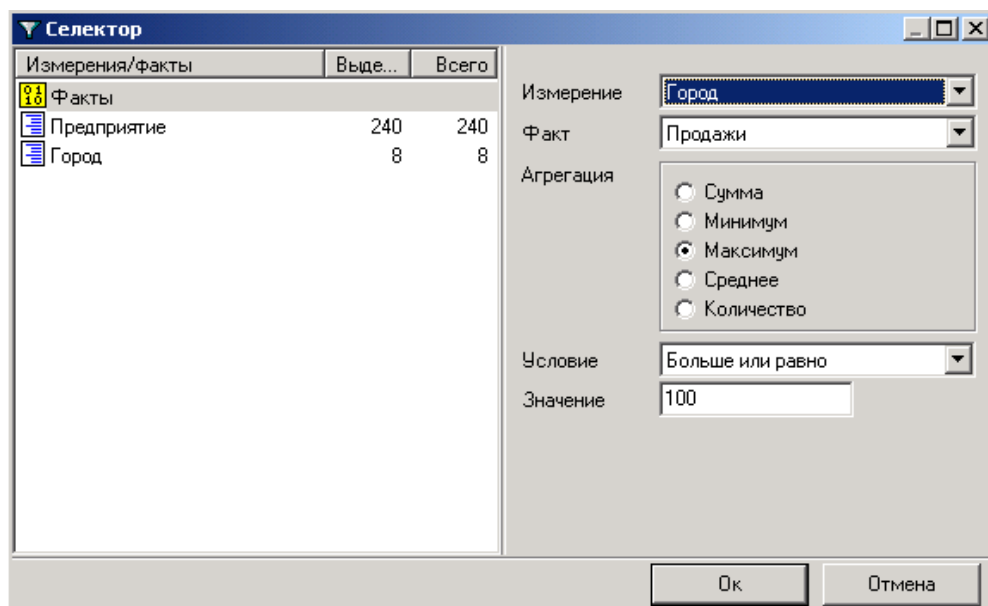 Селектор
Измерения/факты Выде... Всего
Факты
Предприятие 240 240
Город 8 8
Измерение Город
Факт Продажи
Агрегация
Сумма
Минимум
Максимум
Среднее
Количество
Условие Больше или равно
Значение 100
Ок Отмена